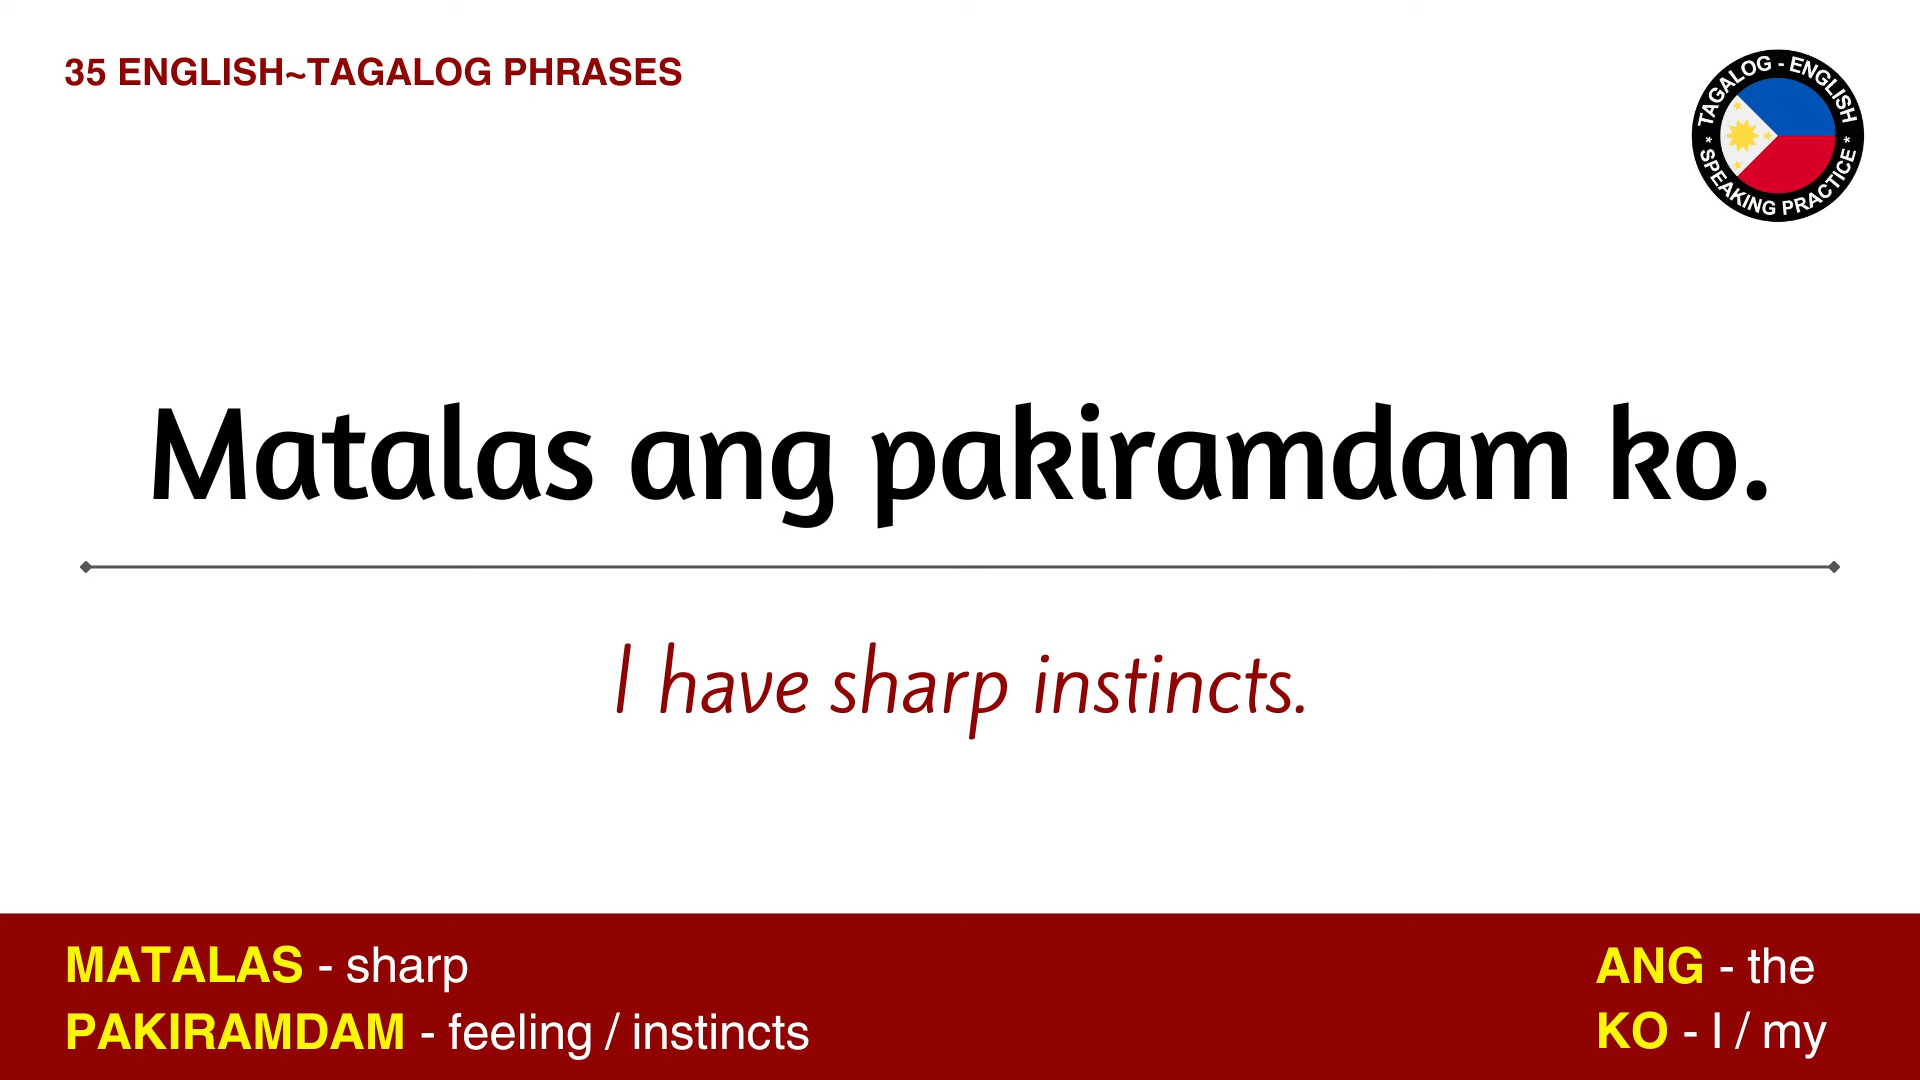 35 ENGLISH~TAGALOG PHRASES
TAGALOG - ENGLISH
* SPEAKING PRACTICE *
Matalas ang pakiramdam ko.
I have sharp instincts.
MATALAS - sharp
PAKIRAMDAM - feeling / instincts
ANG - the
KO - I / my